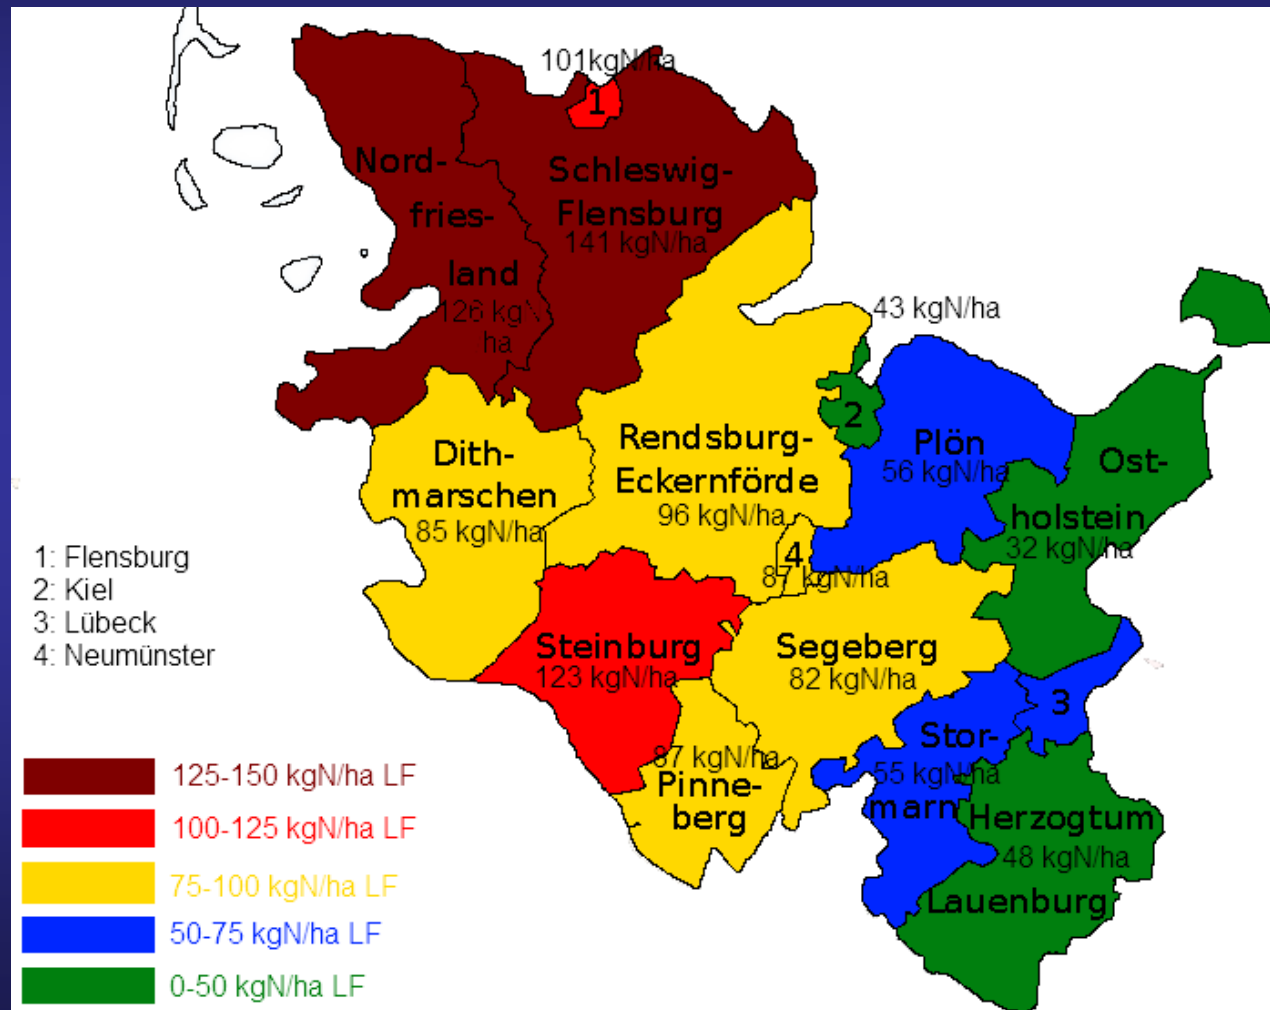 101kgN/ha
1
Nord-
fries-
land
126 kgN/
ha
Schleswig-
Flensburg
141 kgN/ha
43 kgN/ha
2
Plön
56 kgN/ha
Ost-
holstein
32 kgN/ha
Rendsburg-
Eckernförde
96 kgN/ha
Dith-
marschen
85 kgN/ha
4
87 kgN/ha
1: Flensburg
2: Kiel
3: Lübeck
4: Neumünster
Steinburg
123 kgN/ha
Segeberg
82 kgN/ha
3
Stor-
55 kgN/ha
marn
87 kgN/ha
Pinne-
berg
Herzogtum
48 kgN/ha
Lauenburg
125-150 kgN/ha LF
100-125 kgN/ha LF
75-100 kgN/ha LF
50-75 kgN/ha LF
0-50 kgN/ha LF